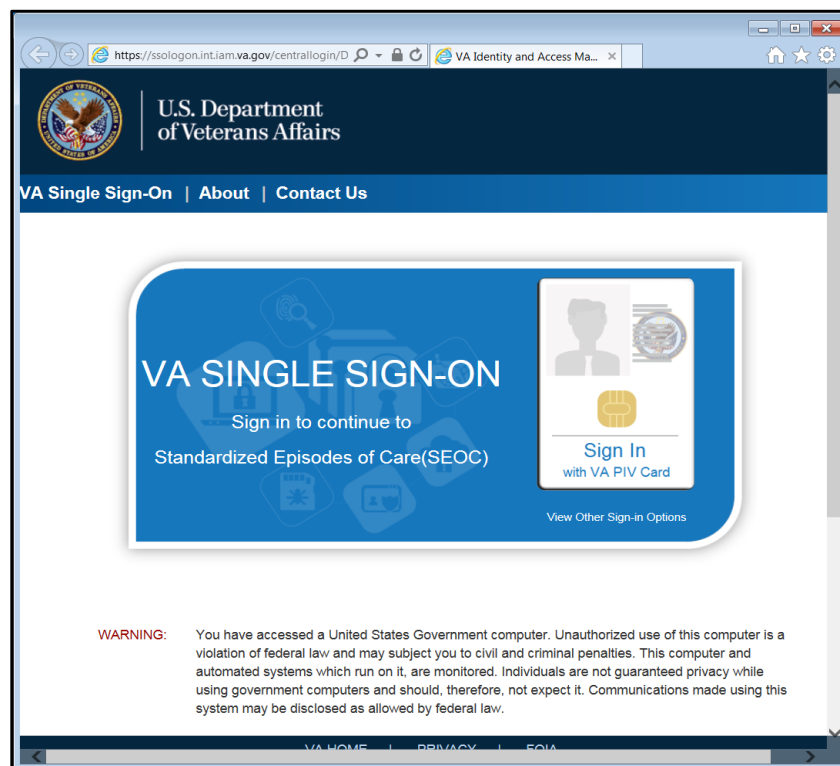 https://ssologon.int.iam.va.gov/centrallogin/D
VA Identity and Access Ma...
U.S. Department
of Veterans Affairs
VA Single Sign-On | About | Contact Us
VA SINGLE SIGN-ON
Sign in to continue to
Standardized Episodes of Care(SEOC)
Sign In
with VA PIV Card
View Other Sign-in Options
WARNING:
You have accessed a United States Government computer. Unauthorized use of this computer is a
violation of federal law and may subject you to civil and criminal penalties. This computer and
automated systems which run on it, are monitored. Individuals are not guaranteed privacy while
using government computers and should, therefore, not expect it. Communications made using this
system may be disclosed as allowed by federal law.
VA HOME | PRIVACY | FOIA